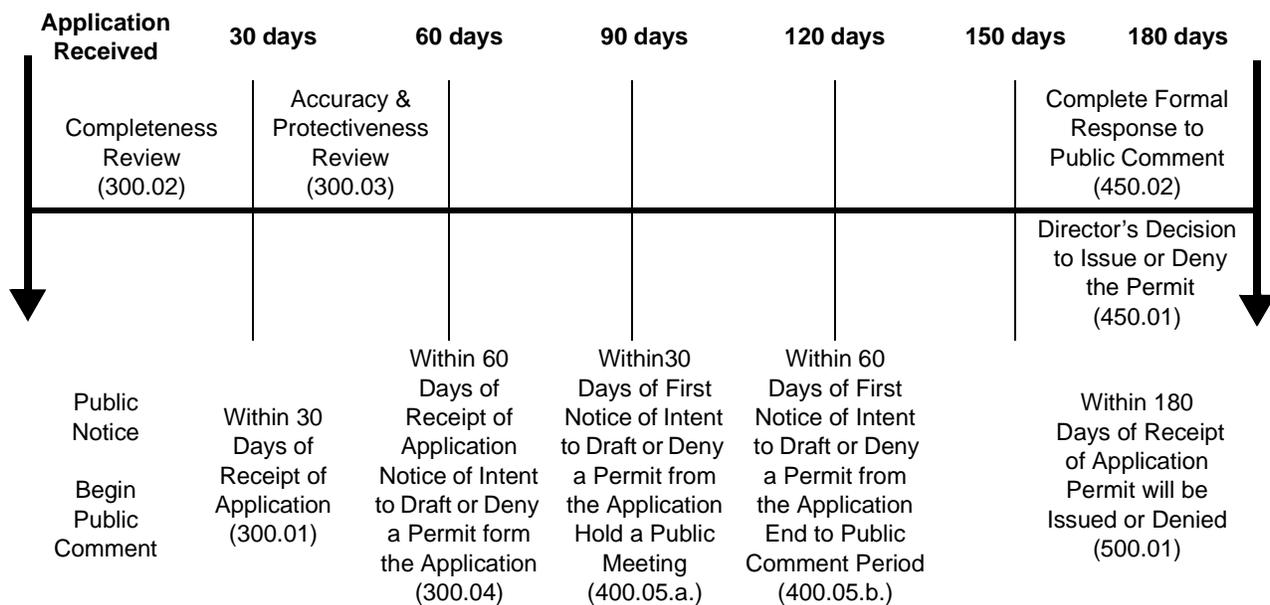 Application
Received
30 days
60 days
90 days
120 days
150 days
180 days
Completeness
Review
(300.02)
Accuracy &
Protectiveness
Review
(300.03)
Complete Formal
Response to
Public Comment
(450.02)
Director's Decision
to Issue or Deny
the Permit
(450.01)
Public
Notice
Begin
Public
Comment
Within 30
Days of
Receipt of
Application
(300.01)
Within 60
Days of
Receipt of
Application
Notice of Intent
to Draft or Deny
a Permit form
the Application
(300.04)
Within30
Days of First
Notice of Intent
to Draft or Deny
a Permit from
the Application
Hold a Public
Meeting
(400.05.a.)
Within 60
Days of First
Notice of Intent
to Draft or Deny
a Permit from
the Application
End to Public
Comment Period
(400.05.b.)
Within 180
Days of Receipt
of Application
Permit will be
Issued or Denied
(500.01)